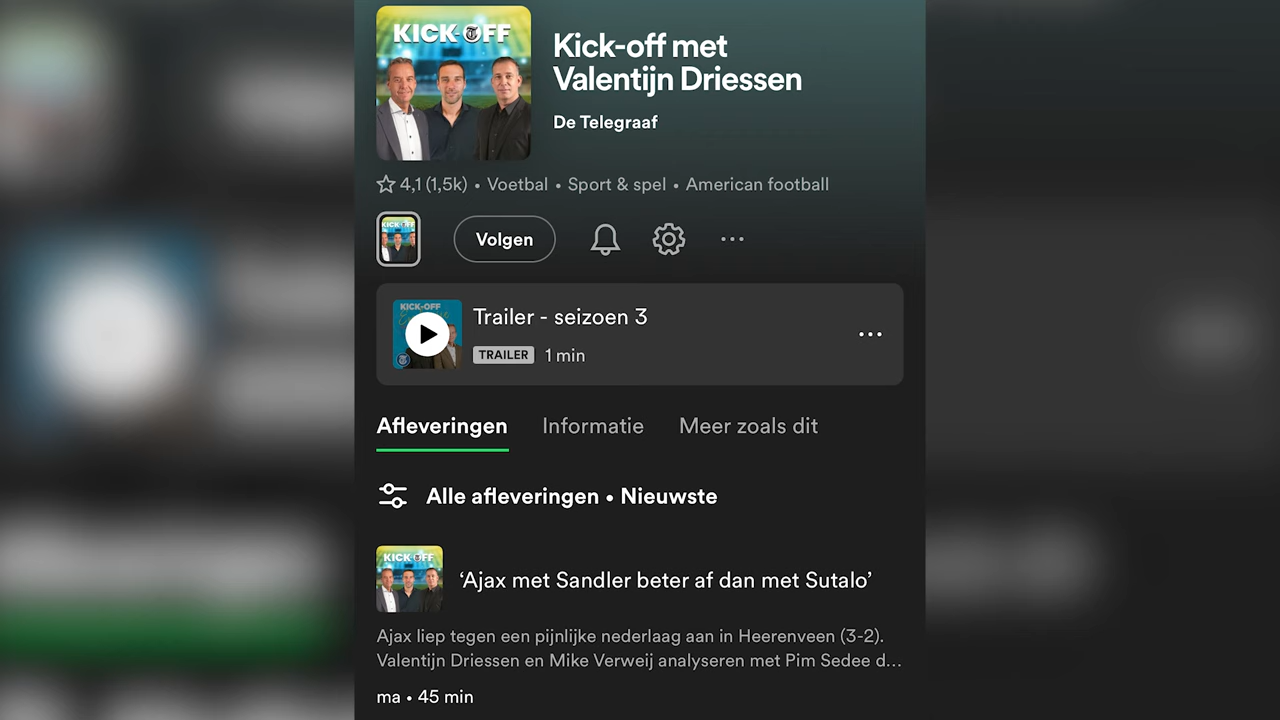 KICK-OFF
Kick-off met
Valentijn Driessen
De Telegraaf
4,1 (1,5k) • Voetbal • Sport & spel • American football
KICK-OFF
Volgen
KICK-OFF
Trailer - seizoen 3
TRAILER 1 min
Afleveringen Informatie Meer zoals dit
Alle afleveringen • Nieuwste
KICK-OFF
‘Ajax met Sandler beter af dan met Sutalo’
Ajax liep tegen een pijnlijke nederlaag aan in Heerenveen (3-2).
Valentijn Driessen en Mike Verweij analyseren met Pim Sedee d...
ma • 45 min